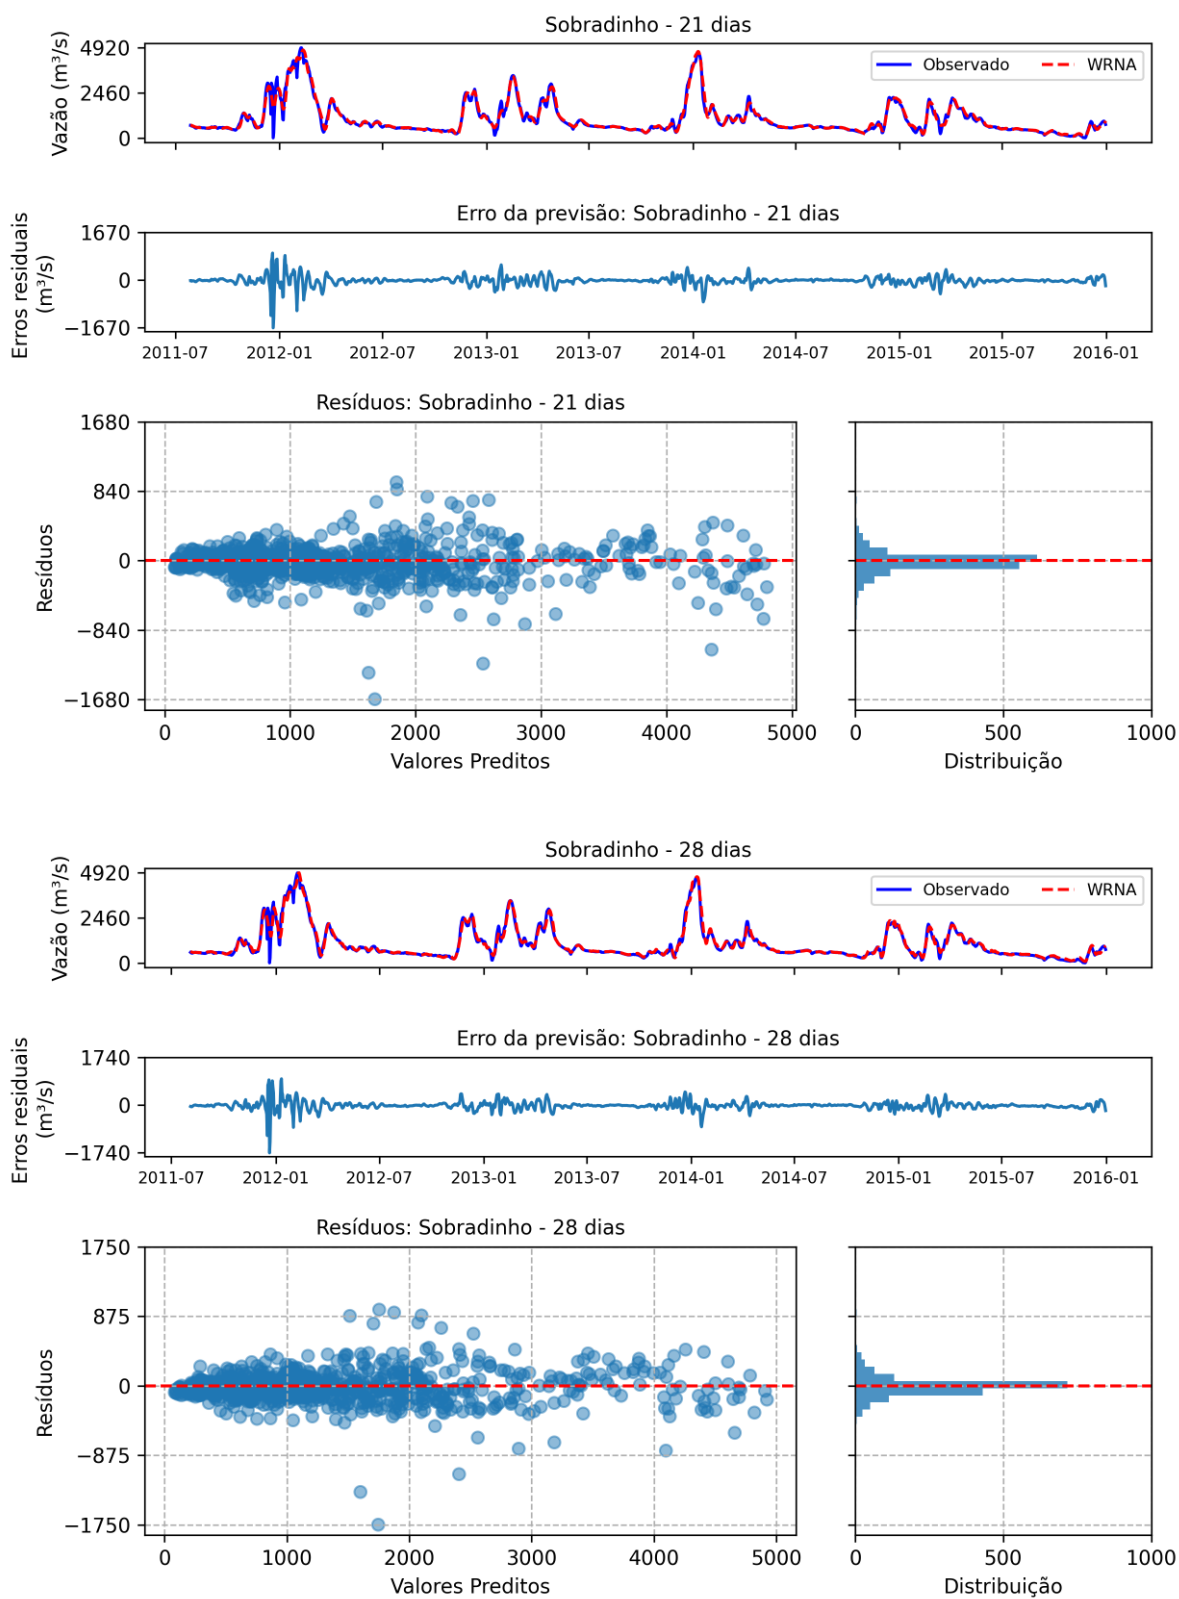 Sobradinho - 21 dias
Vazão (m³/s)
4920
2460
0
Observado
WRNA
Erro da previsão: Sobradinho - 21 dias
Erros residuais
(m³/s)
1670
0
−1670
2011-07 2012-01 2012-07 2013-01 2013-07 2014-01 2014-07 2015-01 2015-07 2016-01
Resíduos: Sobradinho - 21 dias
Resíduos
1680
840
0
−840
−1680
0 1000 2000 3000 4000 5000
Valores Preditos
0 500 1000
Distribuição
Sobradinho - 28 dias
Vazão (m³/s)
4920
2460
0
Observado
WRNA
Erro da previsão: Sobradinho - 28 dias
Erros residuais
(m³/s)
1740
0
−1740
2011-07 2012-01 2012-07 2013-01 2013-07 2014-01 2014-07 2015-01 2015-07 2016-01
Resíduos: Sobradinho - 28 dias
Resíduos
1750
875
0
−875
−1750
0 1000 2000 3000 4000 5000
Valores Preditos
0 500 1000
Distribuição